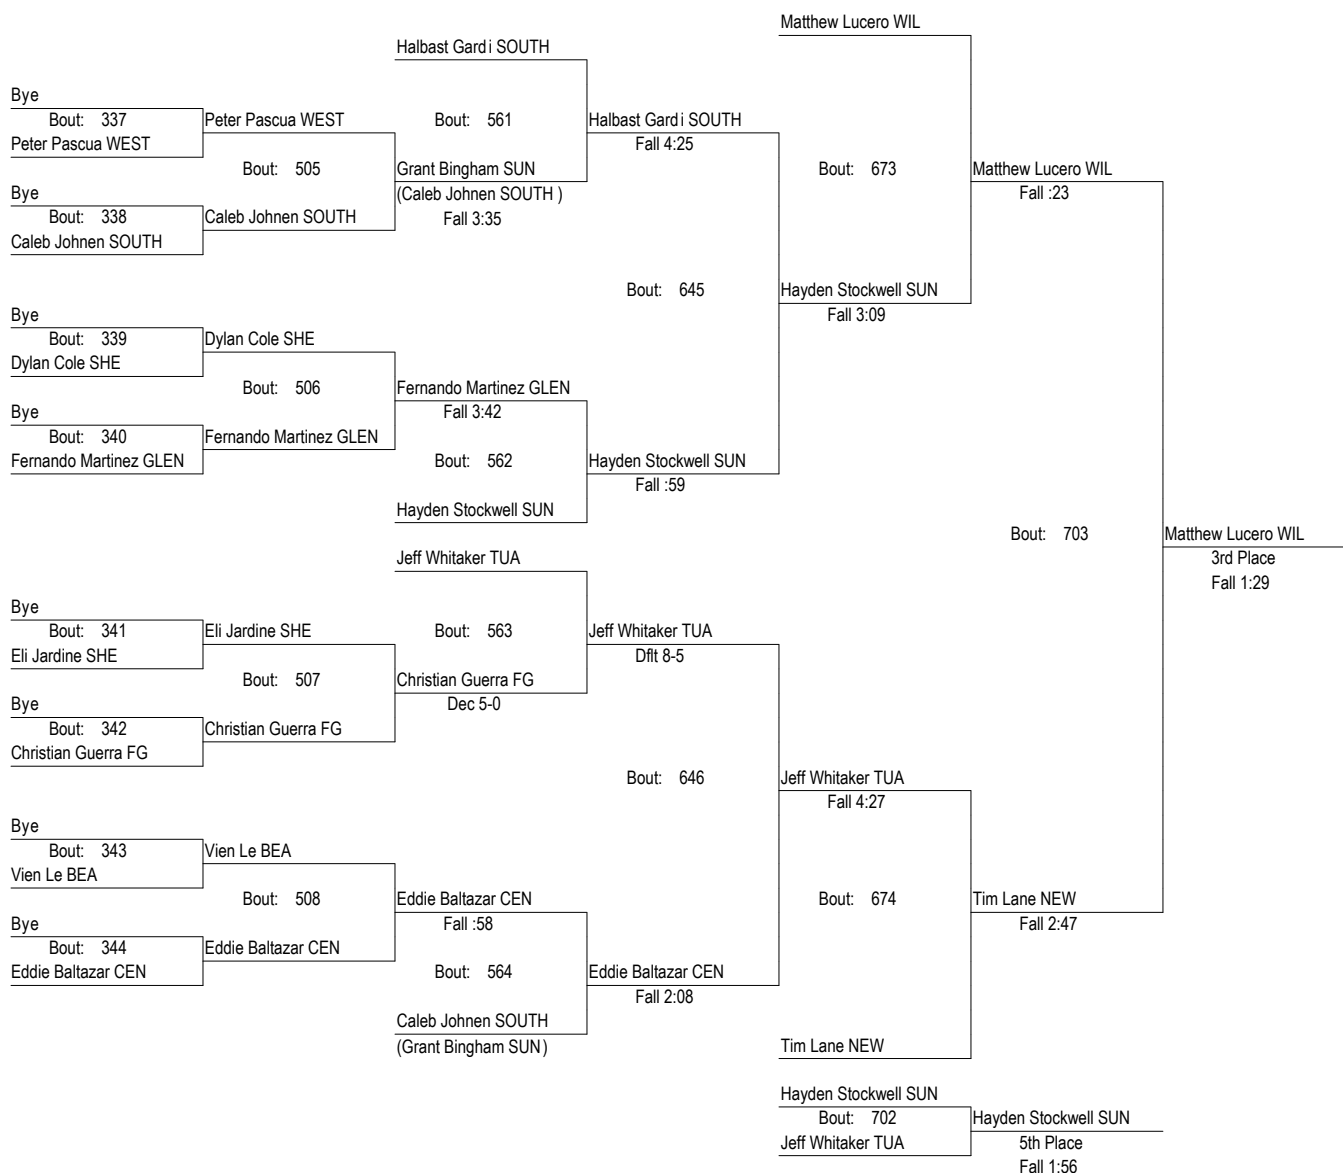 Matthew Lucero WIL
Halbast Gardi SOUTH
Bye
Bout: 337
Peter Pascua WEST
Peter Pascua WEST
Bout: 561
Halbast Gardi SOUTH
Fall 4:25
Bout: 505
Grant Bingham SUN
(Caleb Johnen SOUTH )
Fall 3:35
Bout: 673
Matthew Lucero WIL
Fall :23
Bye
Bout: 338
Caleb Johnen SOUTH
Caleb Johnen SOUTH
Bout: 645
Hayden Stockwell SUN
Fall 3:09
Bye
Bout: 339
Dylan Cole SHE
Dylan Cole SHE
Bout: 506
Fernando Martinez GLEN
Fall 3:42
Bye
Bout: 340
Fernando Martinez GLEN
Fernando Martinez GLEN
Bout: 562
Hayden Stockwell SUN
Fall :59
Hayden Stockwell SUN
Bout: 703
Matthew Lucero WIL
3rd Place
Fall 1:29
Jeff Whitaker TUA
Bye
Bout: 341
Eli Jardine SHE
Eli Jardine SHE
Bout: 563
Jeff Whitaker TUA
Dflt 8-5
Bout: 507
Christian Guerra FG
Dec 5-0
Bye
Bout: 342
Christian Guerra FG
Christian Guerra FG
Bout: 646
Jeff Whitaker TUA
Fall 4:27
Bye
Bout: 343
Vien Le BEA
Vien Le BEA
Bout: 508
Eddie Baltazar CEN
Fall :58
Bout: 674
Tim Lane NEW
Fall 2:47
Bye
Bout: 344
Eddie Baltazar CEN
Eddie Baltazar CEN
Bout: 564
Eddie Baltazar CEN
Fall 2:08
Caleb Johnen SOUTH
(Grant Bingham SUN)
Tim Lane NEW
Hayden Stockwell SUN
Bout: 702
Jeff Whitaker TUA
Hayden Stockwell SUN
5th Place
Fall 1:56